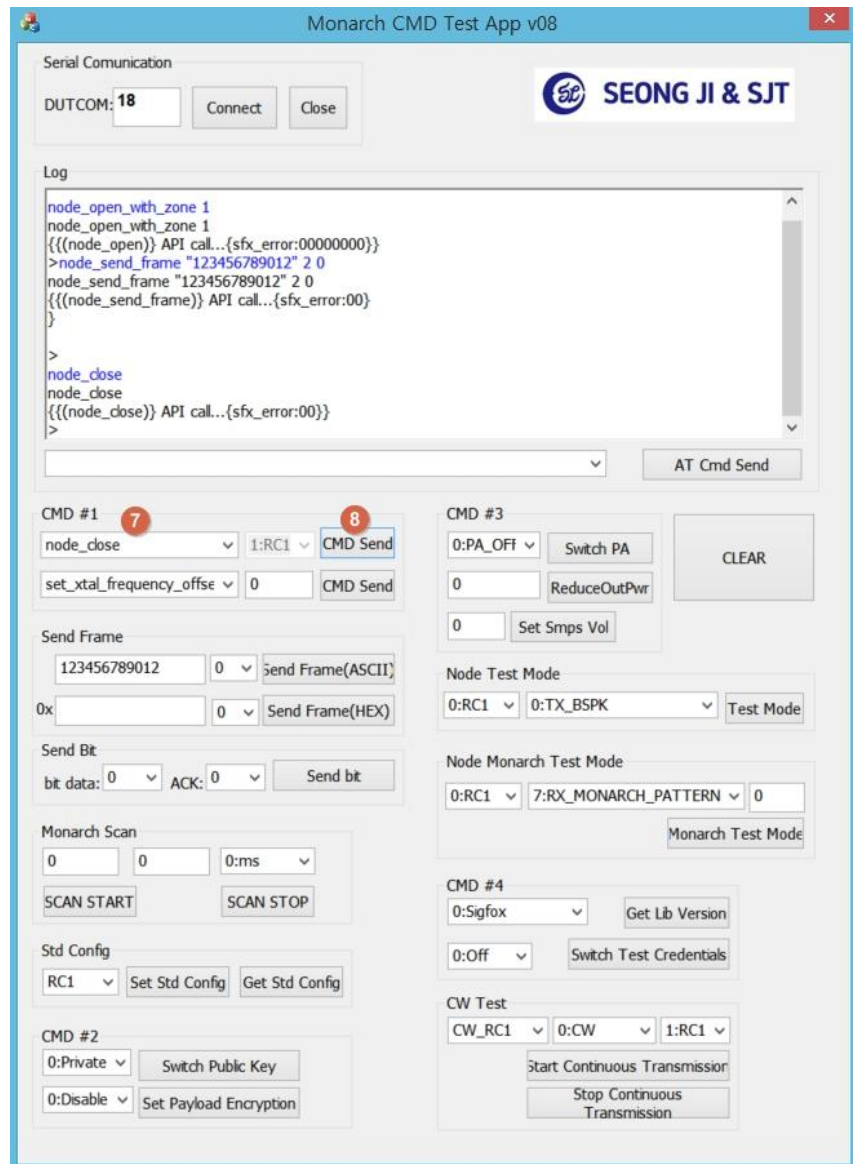 Monarch CMD Test App v08
Serial Comunication
DUTCOM: 18 Connect Close
SEONG JI & SJT
Log
node_open_with_zone 1
node_open_with_zone 1
{{{(node_open)} API call...{sfx_error:00000000}}
>node_send_frame "123456789012" 2 0
node_send_frame "123456789012" 2 0
{{{(node_send_frame)} API call...{sfx_error:00}
}
>
node_close
node_close
{{{(node_close)} API call...{sfx_error:00}}
>
AT Cmd Send
CMD #1
7
8
node_close 1:RC1 CMD Send
set_xtal_frequency_offse 0 CMD Send
Send Frame
123456789012 0 Send Frame(ASCII)
0x 0 Send Frame(HEX)
Send Bit
bit data: 0 ACK: 0 Send bit
Monarch Scan
0 0 0:ms
SCAN START SCAN STOP
Std Config
RC1 Set Std Config Get Std Config
CMD #2
0:Private Switch Public Key
0:Disable Set Payload Encryption
CMD #3
0:PA_OFF Switch PA
CLEAR
0 ReduceOutPwr
0 Set Smps Vol
Node Test Mode
0:RC1 0:TX_BSPK Test Mode
Node Monarch Test Mode
0:RC1 7:RX_MONARCH_PATTERN 0
Monarch Test Mode
CMD #4
0:Sigfox Get Lib Version
0:Off Switch Test Credentials
CW Test
CW_RC1 0:CW 1:RC1
Start Continuous Transmission
Stop Continuous
Transmission